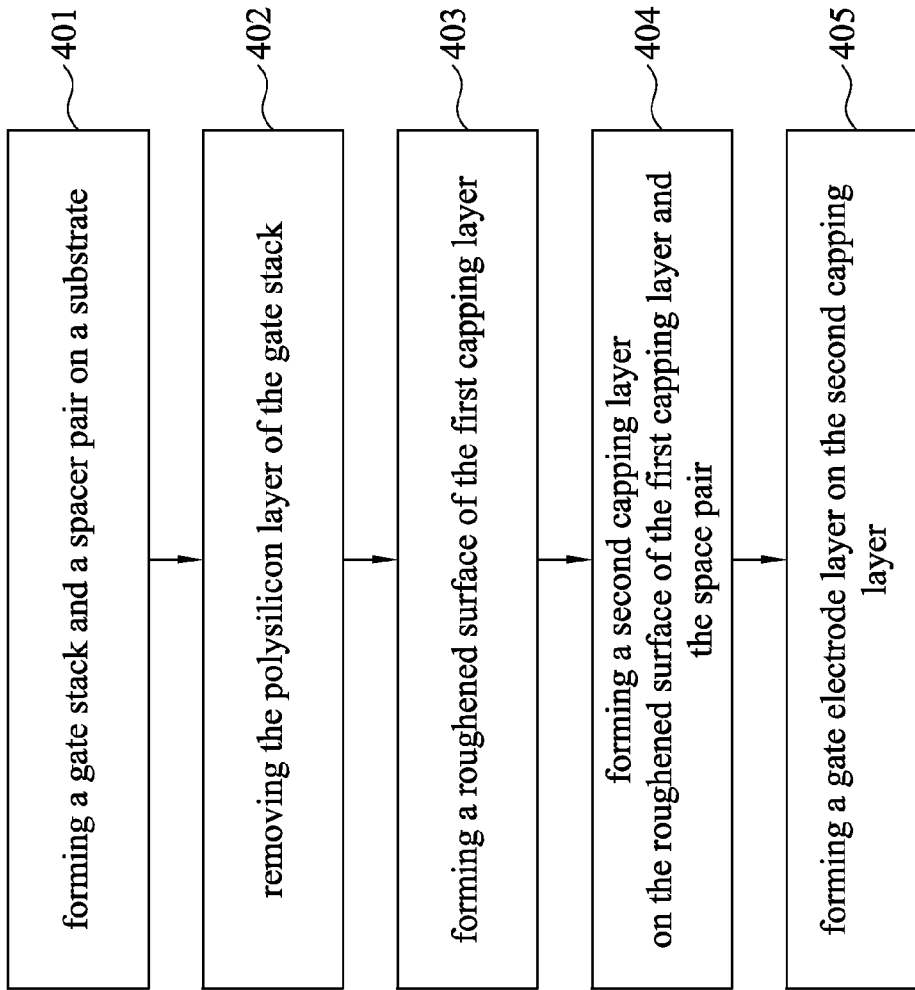 forming a gate stack and a spacer pair on a substrate
401
removing the polysilicon layer of the gate stack
402
forming a roughened surface of the first capping layer
403
forming a second capping layer
on the roughened surface of the first capping layer and
the space pair
404
forming a gate electrode layer on the second capping
layer
405